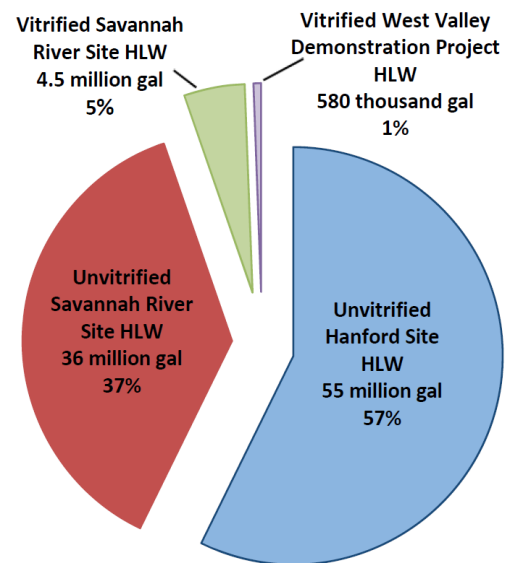 Vitrified Savannah
River Site HLW
4.5 million gal
5%
Vitrified West Valley
Demonstration Project
HLW
580 thousand gal
1%
Unvitrified
Savannah River
Site HLW
36 million gal
37%
Unvitrified
Hanford Site
HLW
55 million gal
57%